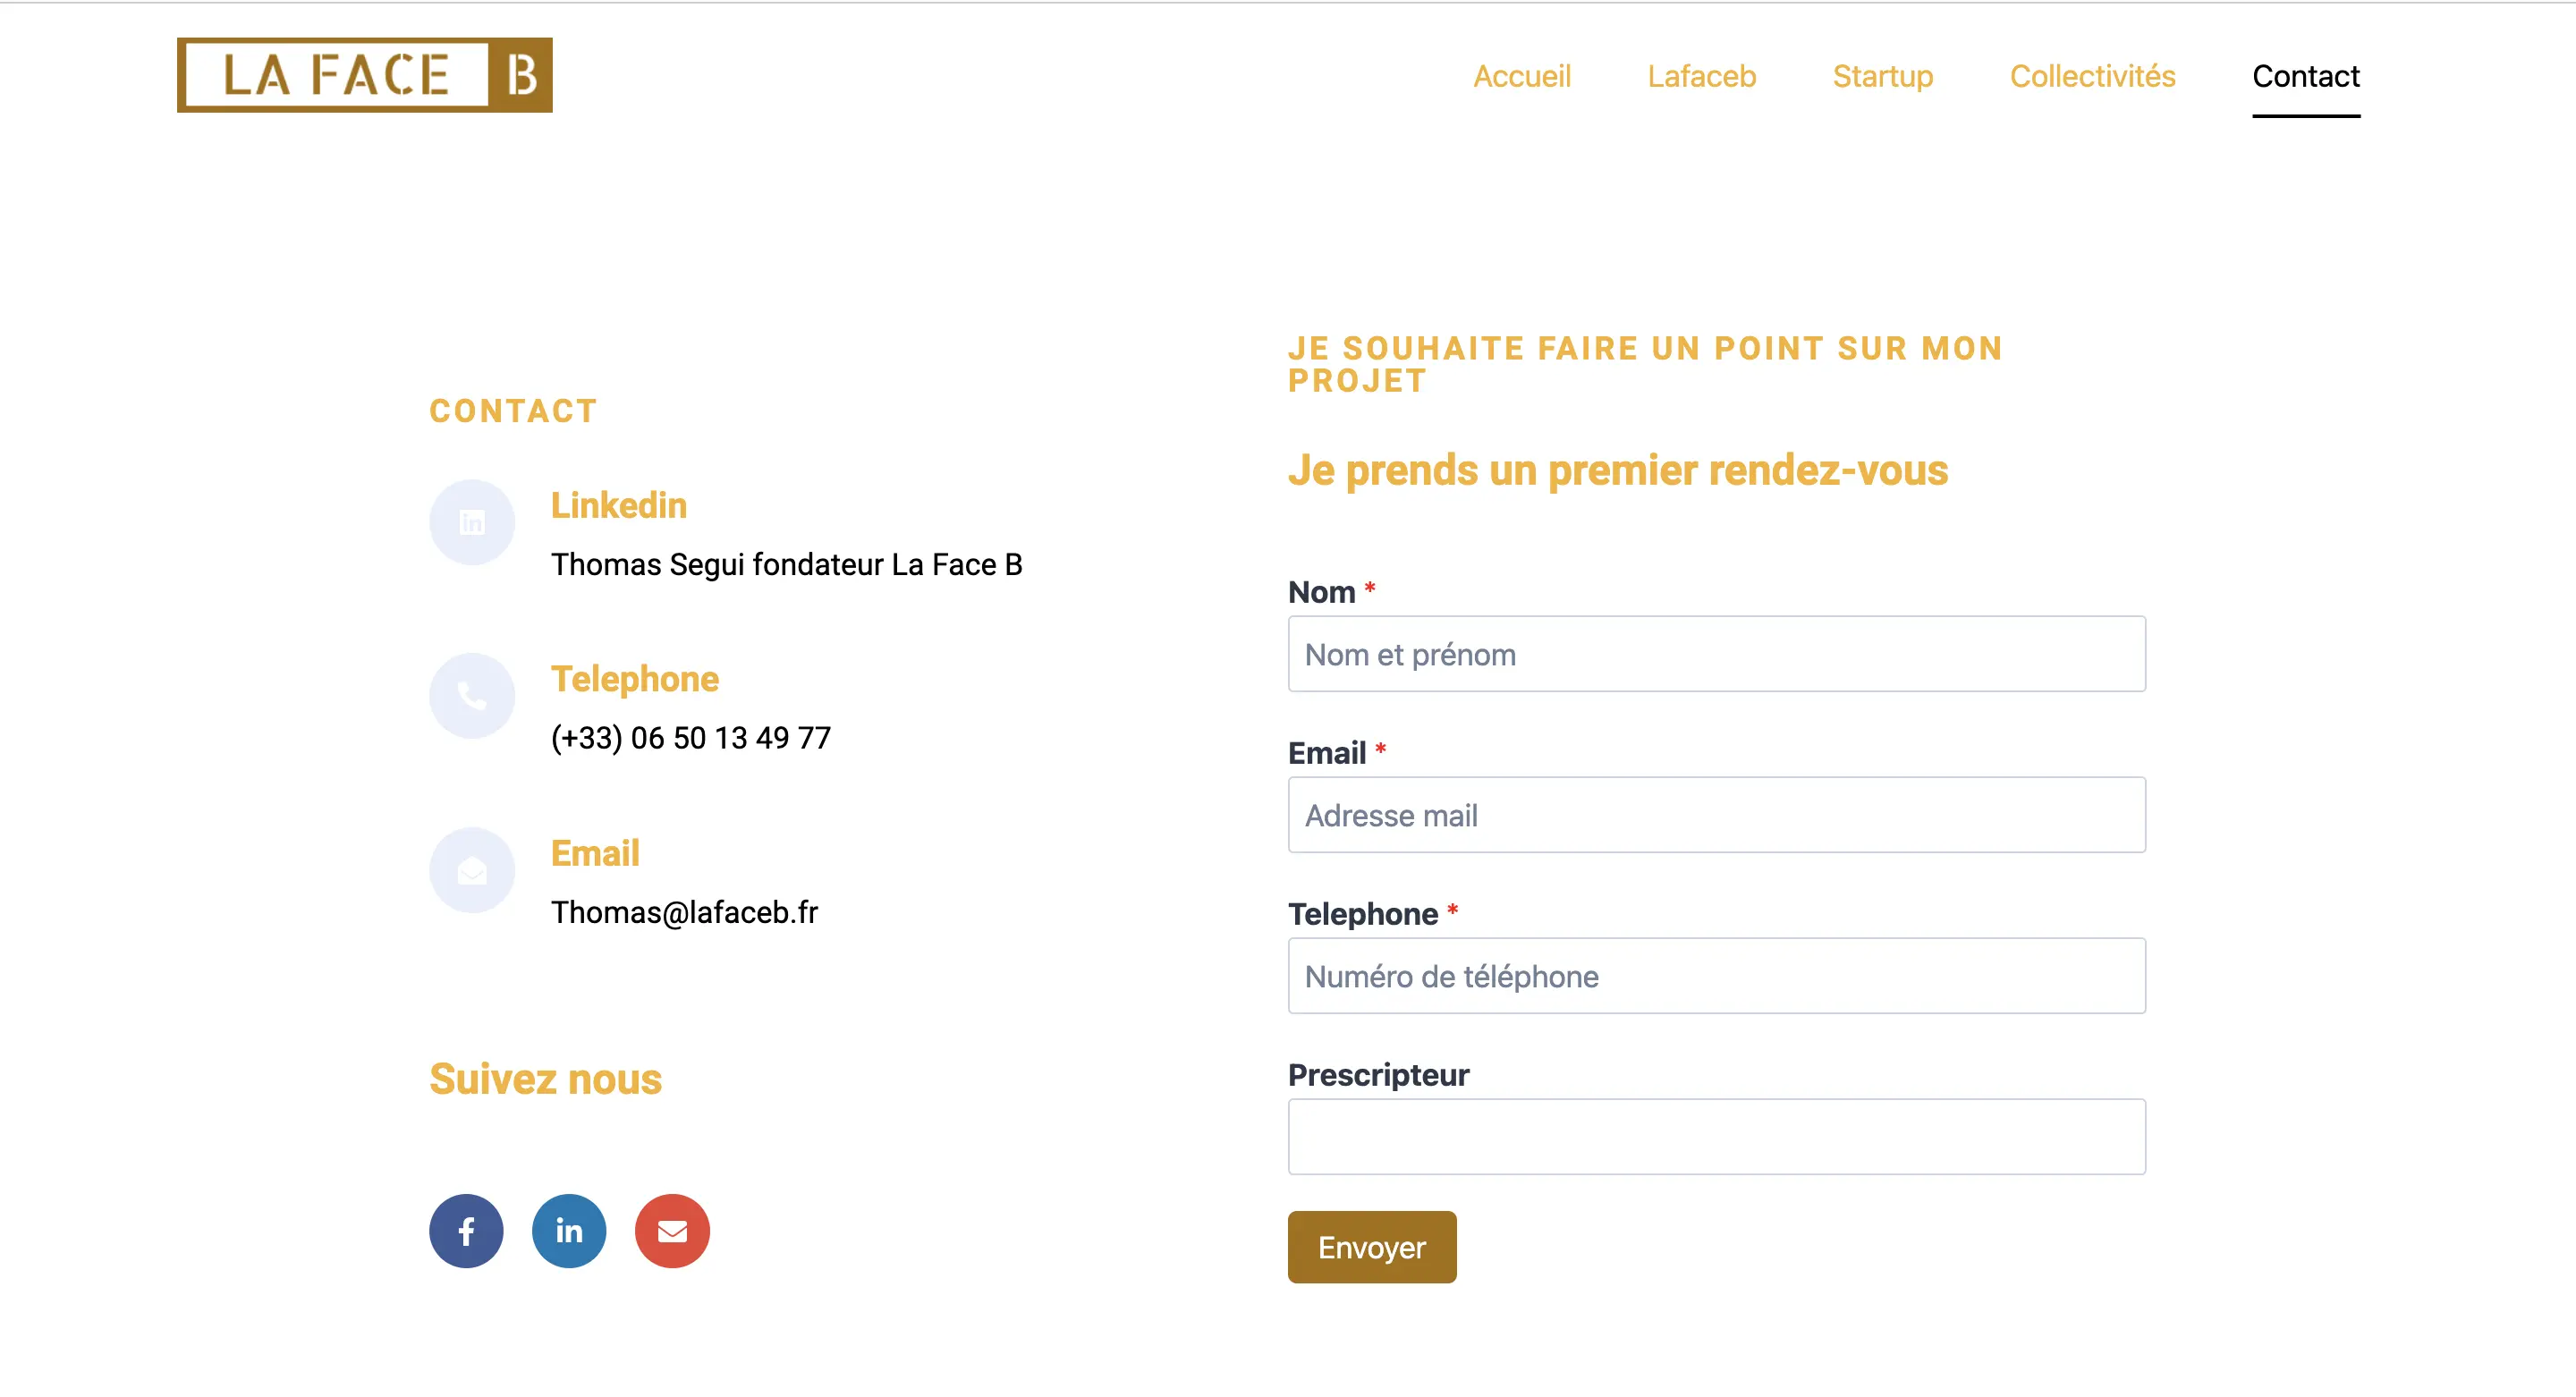 LA FACE B
Accueil
Lafaceb
Startup
Collectivités
Contact
CONTACT
Linkedin
Thomas Segui fondateur La Face B
Telephone
(+33) 06 50 13 49 77
Email
Thomas@lafaceb.fr
Suivez nous
JE SOUHAITE FAIRE UN POINT SUR MON
PROJET
Je prends un premier rendez-vous
Nom *
Nom et prénom
Email *
Adresse mail
Telephone *
Numéro de téléphone
Prescripteur
Envoyer